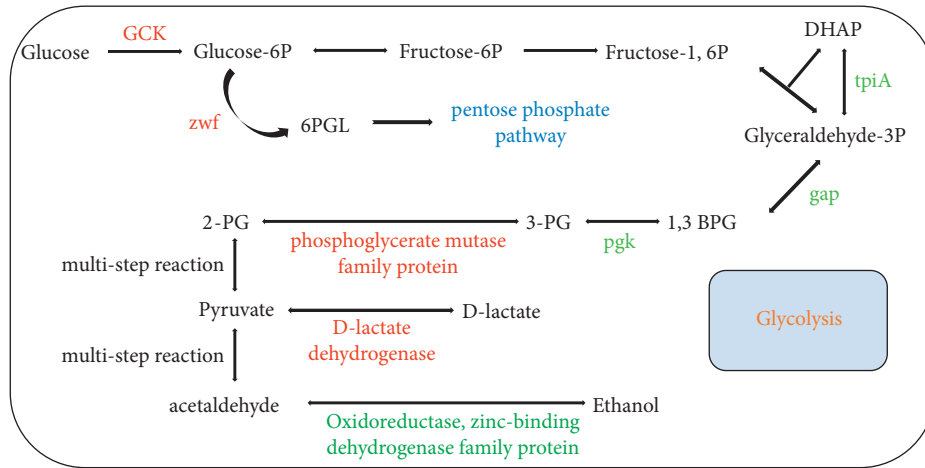 GCK
Glucose
Glucose-6P
Fructose-6P
Fructose-1, 6P
DHAP
tpiA
zwf
6PGL
pentose phosphate
pathway
Glyceraldehyde-3P
gap
2-PG
3-PG
1,3 BPG
phosphoglycerate mutase
family protein
pgk
multi-step reaction
Pyruvate
D-lactate
D-lactate
dehydrogenase
Glycolysis
multi-step reaction
acetaldehyde
Ethanol
Oxidoreductase, zinc-binding
dehydrogenase family protein